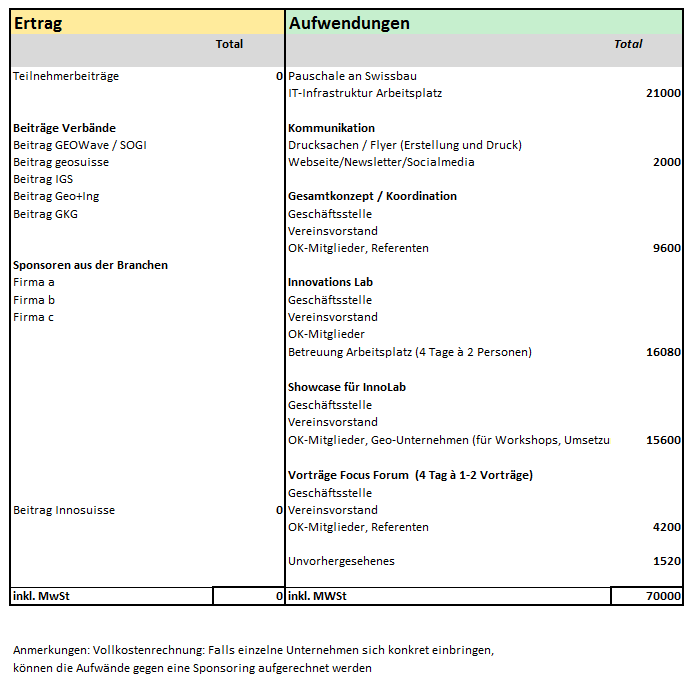 Ertrag
Total
Teilnehmerbeiträge 0
Beiträge Verbände
Beitrag GEOWave / SOGI
Beitrag geosuisse
Beitrag IGS
Beitrag Geo+Ing
Beitrag GKG
Sponsoren aus der Branchen
Firma a
Firma b
Firma c
Beitrag Innosuisse 0
inkl. MwSt 0
Aufwendungen
Total
Pauschale an Swissbau
IT-Infrastruktur Arbeitsplatz 21000
Kommunikation
Drucksachen / Flyer (Erstellung und Druck)
Webseite/Newsletter/Socialmedia 2000
Gesamtkonzept / Koordination
Geschäftsstelle
Vereinsvorstand
OK-Mitglieder, Referenten 9600
Innovations Lab
Geschäftsstelle
Vereinsvorstand
OK-Mitglieder
Betreuung Arbeitsplatz (4 Tage à 2 Personen) 16080
Showcase für InnoLab
Geschäftsstelle
Vereinsvorstand
OK-Mitglieder, Geo-Unternehmen (für Workshops, Umsetzu 15600
Vorträge Focus Forum (4 Tag à 1-2 Vorträge)
Geschäftsstelle
Vereinsvorstand
OK-Mitglieder, Referenten 4200
Unvorhergesehenes 1520
inkl. MWSt 70000
Anmerkungen: Vollkostenrechnung: Falls einzelne Unternehmen sich konkret einbringen,
können die Aufwände gegen eine Sponsoring aufgerechnet werden